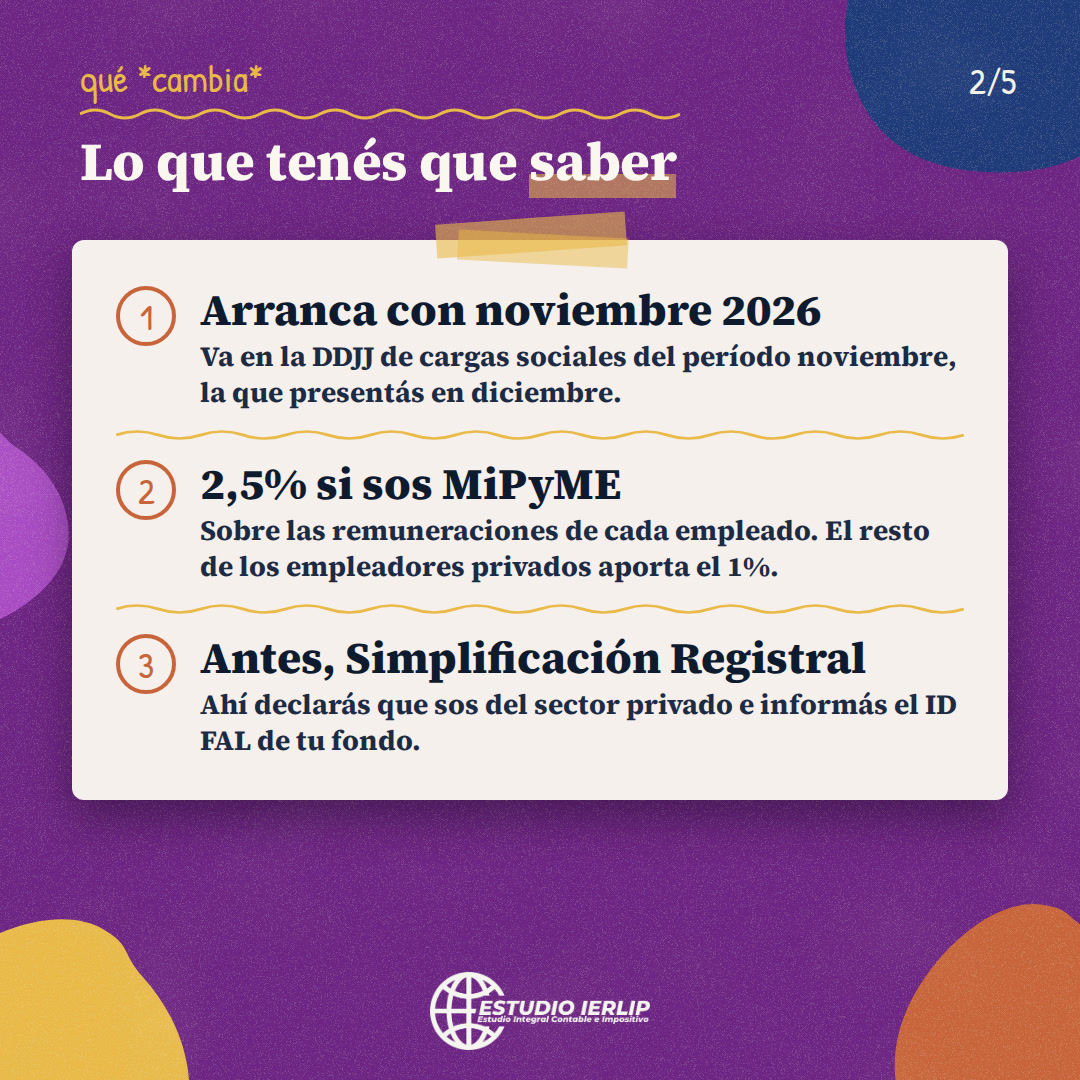 qué *cambia*
2/5
Lo que tenés que saber
1
Arranca con noviembre 2026
Va en la DDJJ de cargas sociales del período noviembre,
la que presentás en diciembre.
2
2,5% si sos MiPyME
Sobre las remuneraciones de cada empleado. El resto
de los empleadores privados aporta el 1%.
3
Antes, Simplificación Registral
Ahí declarás que sos del sector privado e informás el ID
FAL de tu fondo.
ESTUDIO IERLIP
Estudio Integral Contable e Impositivo